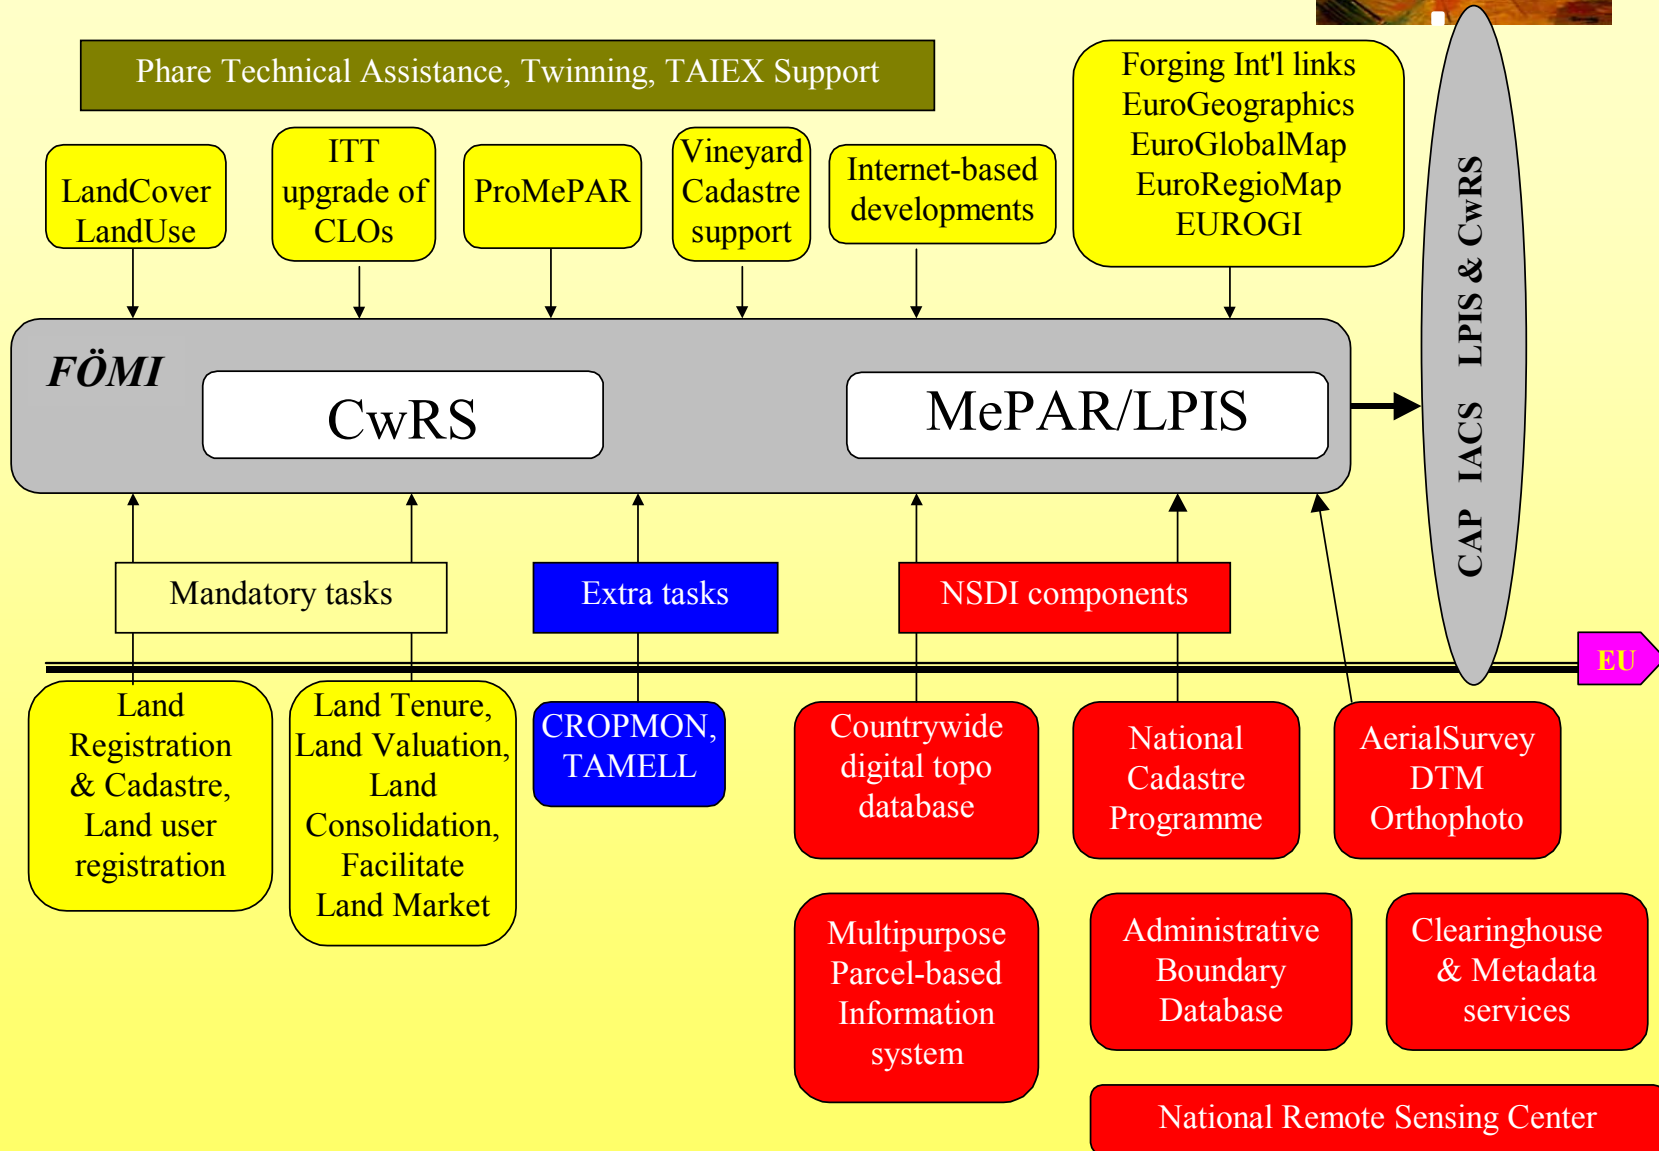 Phare Technical Assistance, Twinning, TAIEX Support
Forging Int'l links
EuroGeographics
EuroGlobalMap
EuroRegioMap
EUROGI
LandCover
LandUse
ITT
upgrade of
CLOs
ProMePAR
Vineyard
Cadastre
support
Internet-based
developments
CAP IACS LPIS & CwRS
FÖMI
CwRS
MePAR/LPIS
Mandatory tasks
Extra tasks
NSDI components
EU
Land
Registration
& Cadastre,
Land user
registration
Land Tenure,
Land Valuation,
Land
Consolidation,
Facilitate
Land Market
CROPMON,
TAMELL
Countrywide
digital topo
database
National
Cadastre
Programme
AerialSurvey
DTM
Orthophoto
Multipurpose
Parcel-based
Information
system
Administrative
Boundary
Database
Clearinghouse
& Metadata
services
National Remote Sensing Center